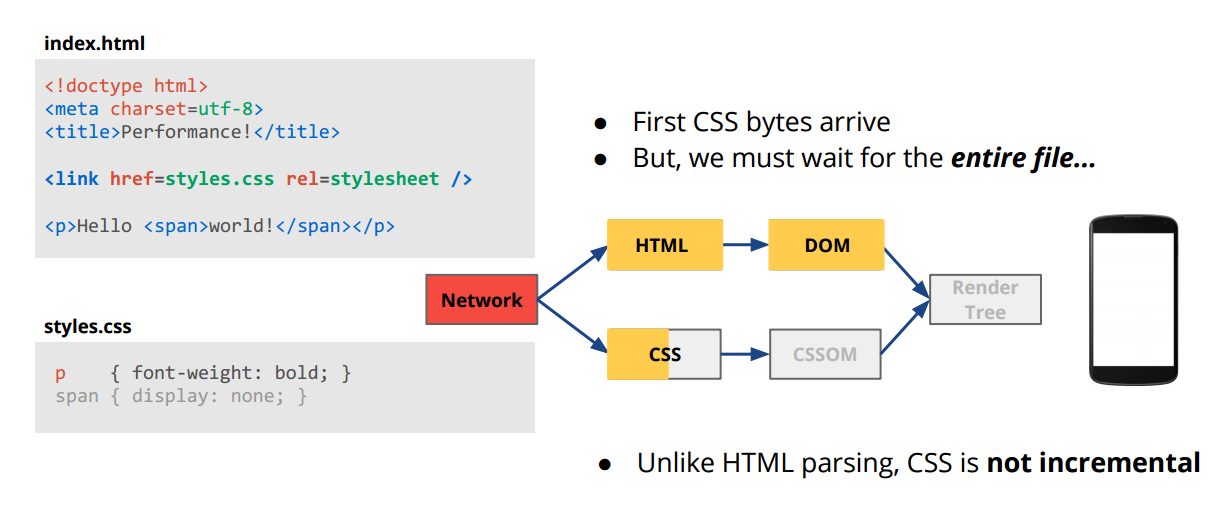 index.html
<!doctype html>
<meta charset=utf-8>
<title>Performance!</title>
<link href=styles.css rel=stylesheet />
<p>Hello <span>world!</span></p>
styles.css
p    { font-weight: bold; }
span { display: none; }
● First CSS bytes arrive
● But, we must wait for the entire file...
Network
HTML
DOM
CSS
CSSOM
Render
Tree
● Unlike HTML parsing, CSS is not incremental